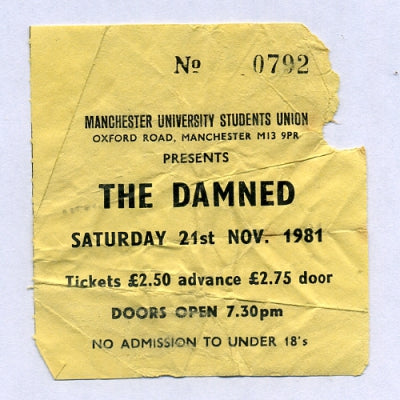 Nº 0792
MANCHESTER UNIVERSITY STUDENTS UNION
OXFORD ROAD, MANCHESTER M13 9PR
PRESENTS
THE DAMNED
SATURDAY 21st NOV. 1981
Tickets £2.50 advance £2.75 door
DOORS OPEN 7.30pm
NO ADMISSION TO UNDER 18's